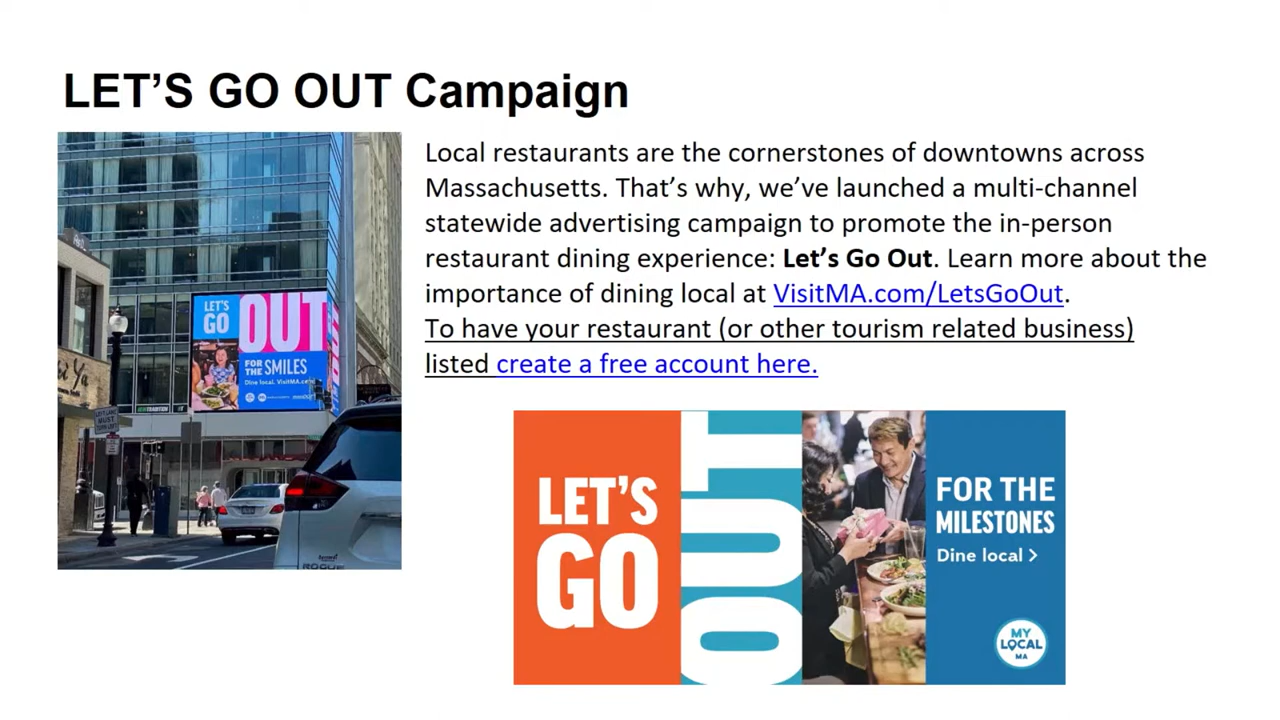 LET’S GO OUT Campaign
Local restaurants are the cornerstones of downtowns across
Massachusetts. That’s why, we’ve launched a multi-channel
statewide advertising campaign to promote the in-person
restaurant dining experience: Let’s Go Out. Learn more about the
importance of dining local at VisitMA.com/LetsGoOut.
To have your restaurant (or other tourism related business)
listed create a free account here.
LET'S
GO
OUT
FOR
THE SMILES
Dine local. VisitMA.com
ROGUE
LET'S
GO
OUT
FOR THE
MILESTONES
Dine local >
MY
LOCAL
MA